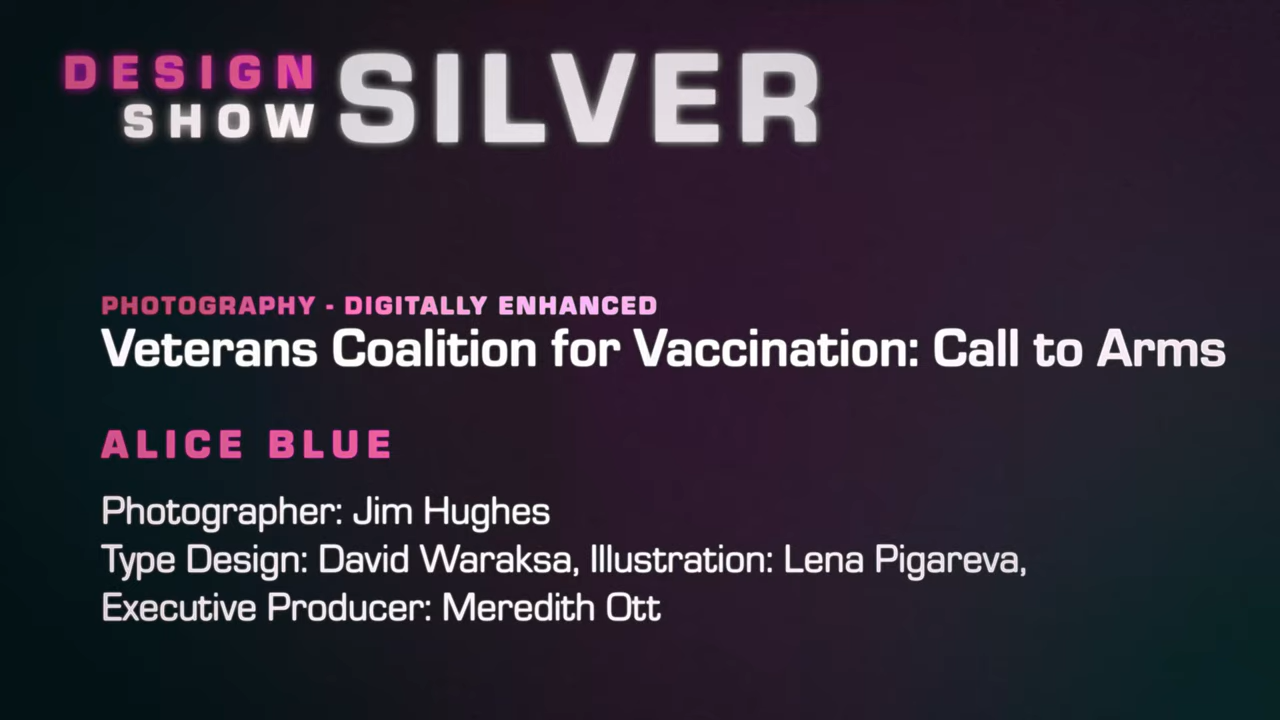 DESIGN
SHOW
SILVER
PHOTOGRAPHY - DIGITALLY ENHANCED
Veterans Coalition for Vaccination: Call to Arms
ALICE BLUE
Photographer: Jim Hughes
Type Design: David Waraksa, Illustration: Lena Pigareva,
Executive Producer: Meredith Ott